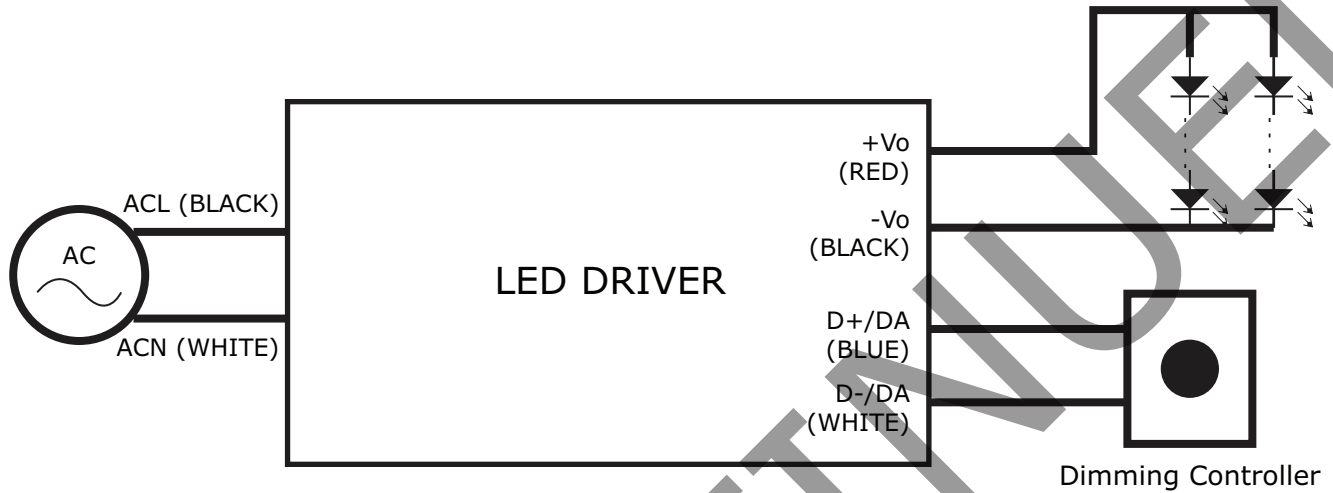 +Vo
(RED)
ACL (BLACK)
-Vo
(BLACK)
AC
LED DRIVER
D+/DA
(BLUE)
ACN (WHITE)
D-/DA
(WHITE)
Dimming Controller